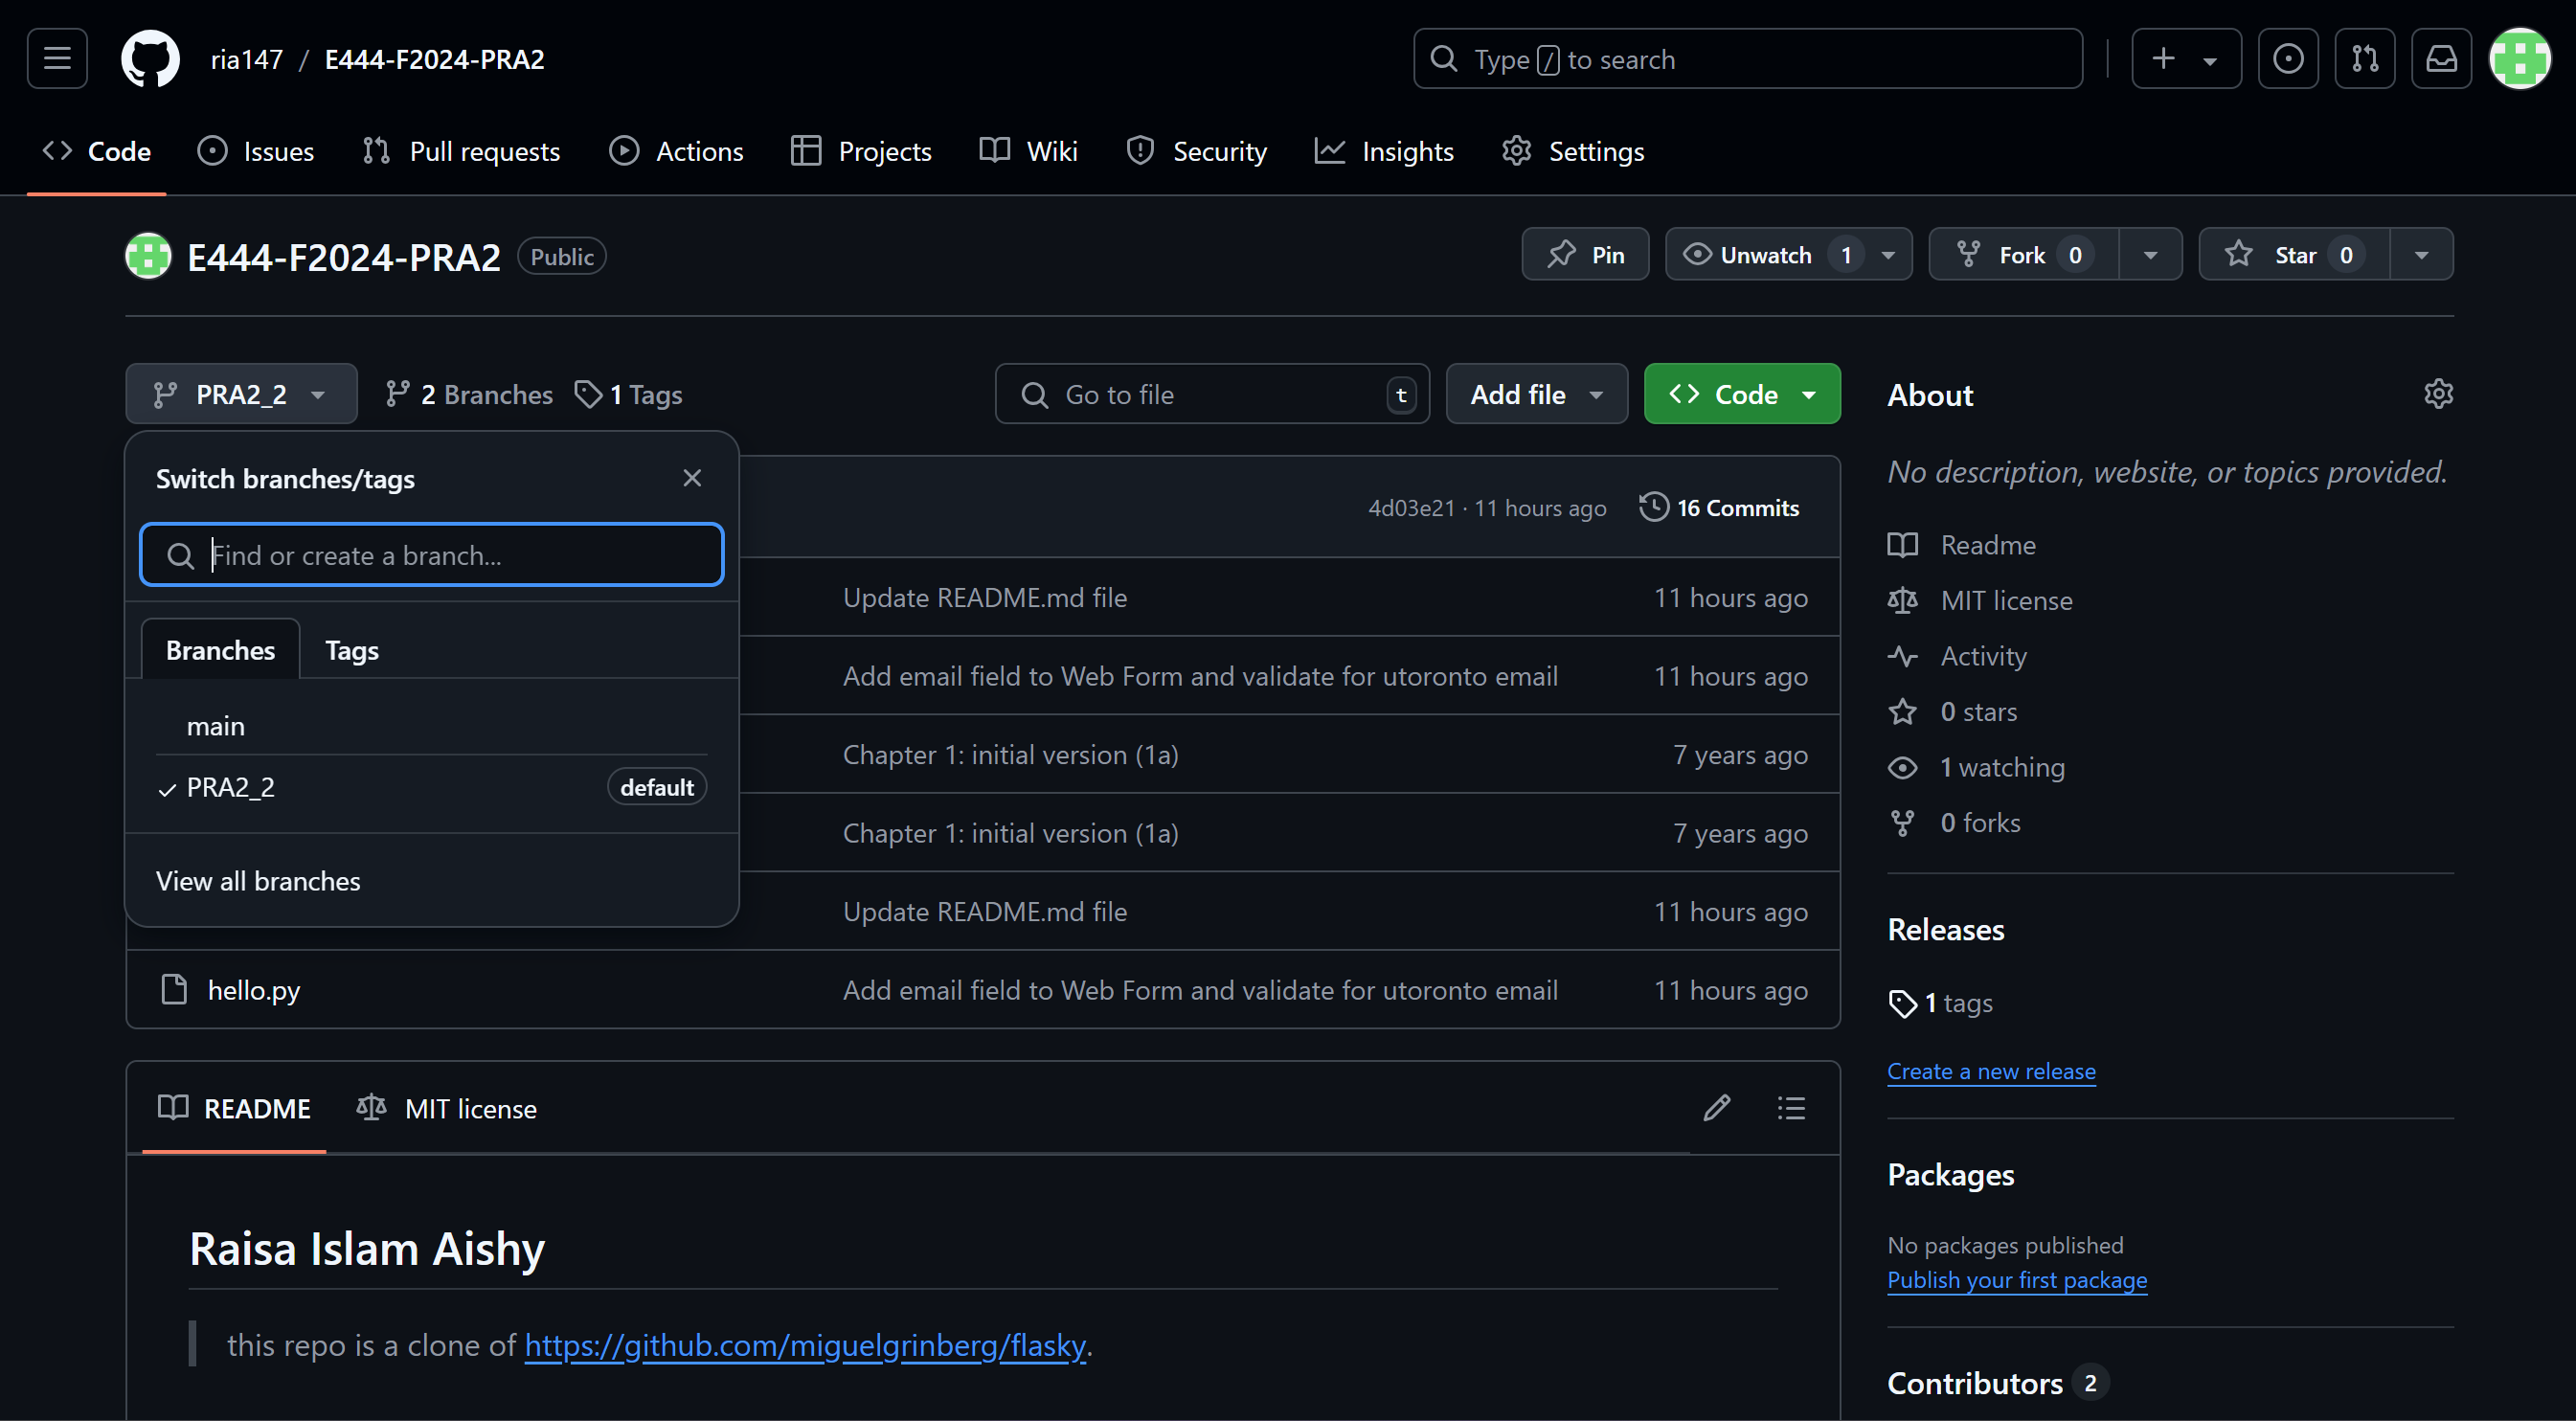 ria147 / E444-F2024-PRA2
Type / to search
Code Issues Pull requests Actions Projects Wiki Security Insights Settings
E444-F2024-PRA2 Public
Pin Unwatch 1 Fork 0 Star 0
PRA2_2 2 Branches 1 Tags
Go to file t Add file Code
Switch branches/tags
Find or create a branch...
Branches Tags
main
PRA2_2 default
View all branches
4d03e21 · 11 hours ago 16 Commits
Update README.md file 11 hours ago
Add email field to Web Form and validate for utoronto email 11 hours ago
Chapter 1: initial version (1a) 7 years ago
Chapter 1: initial version (1a) 7 years ago
Update README.md file 11 hours ago
hello.py Add email field to Web Form and validate for utoronto email 11 hours ago
README MIT license
Raisa Islam Aishy
this repo is a clone of https://github.com/miguelgrinberg/flasky.
About
No description, website, or topics provided.
Readme
MIT license
Activity
0 stars
1 watching
0 forks
Releases
1 tags
Create a new release
Packages
No packages published
Publish your first package
Contributors 2